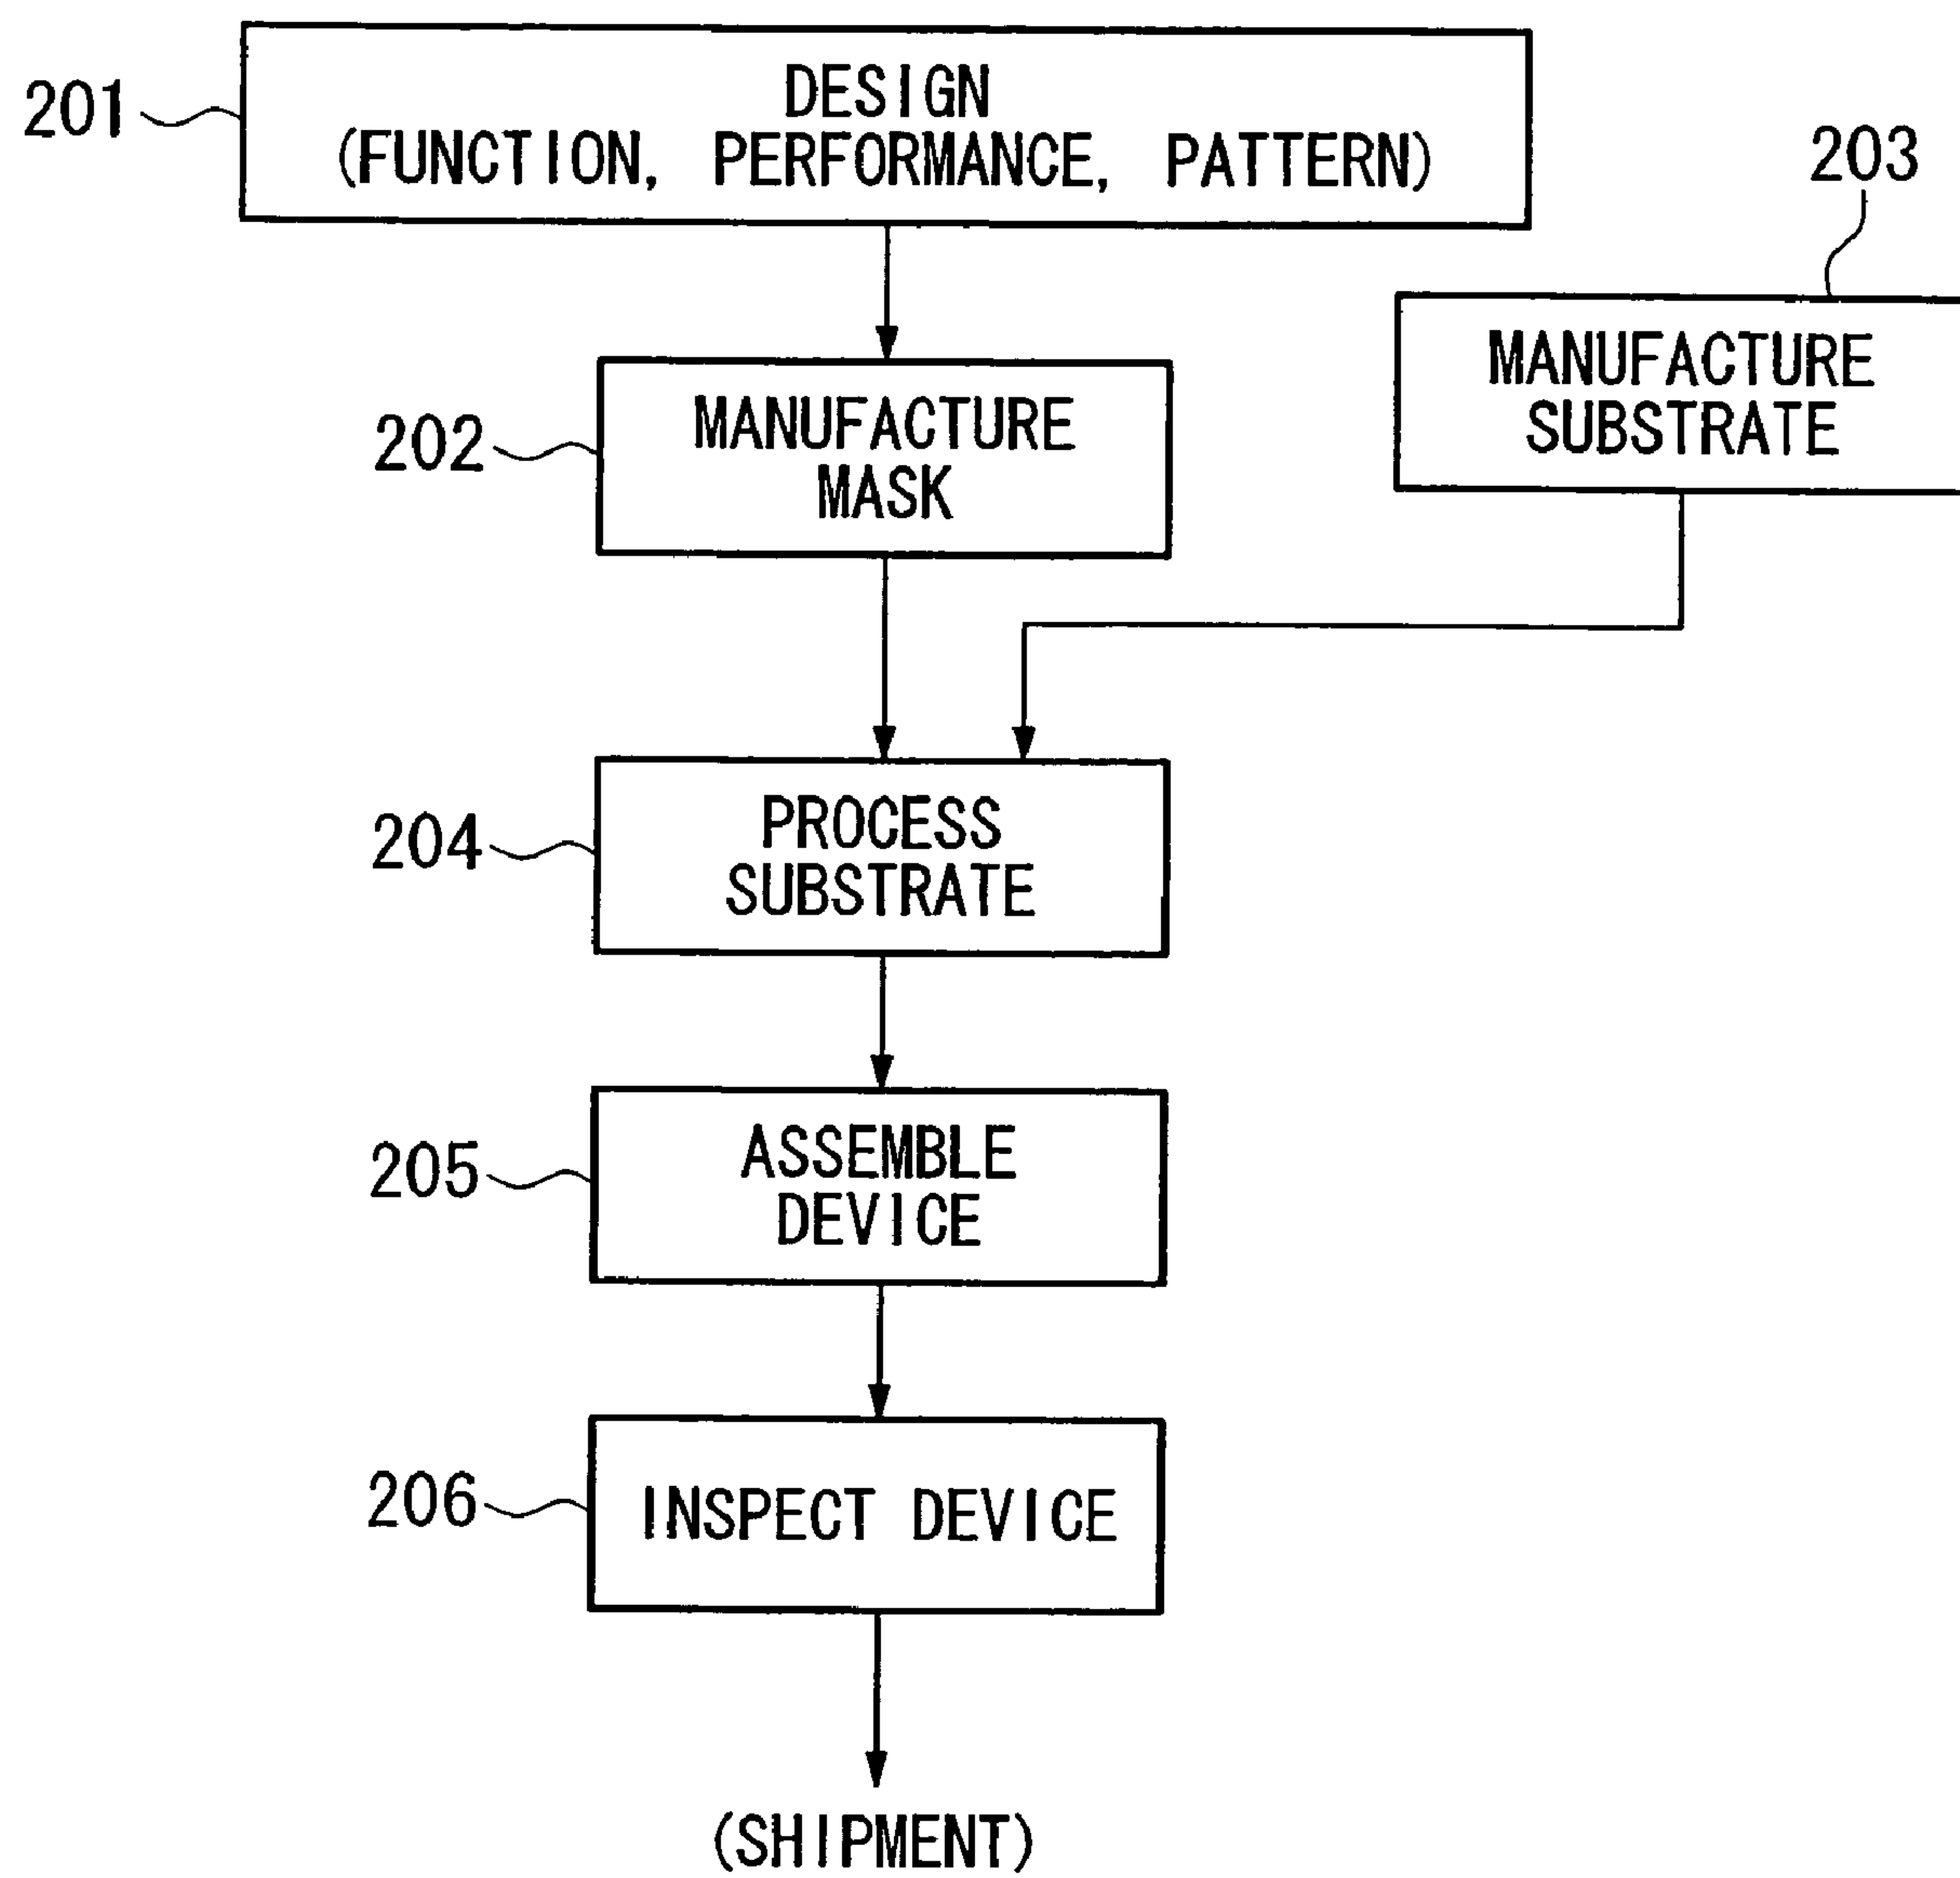 201
DESIGN
(FUNCTION, PERFORMANCE, PATTERN)
203
MANUFACTURE
SUBSTRATE
202
MANUFACTURE
MASK
204
PROCESS
SUBSTRATE
205
ASSEMBLE
DEVICE
206
INSPECT DEVICE
(SHIPMENT)